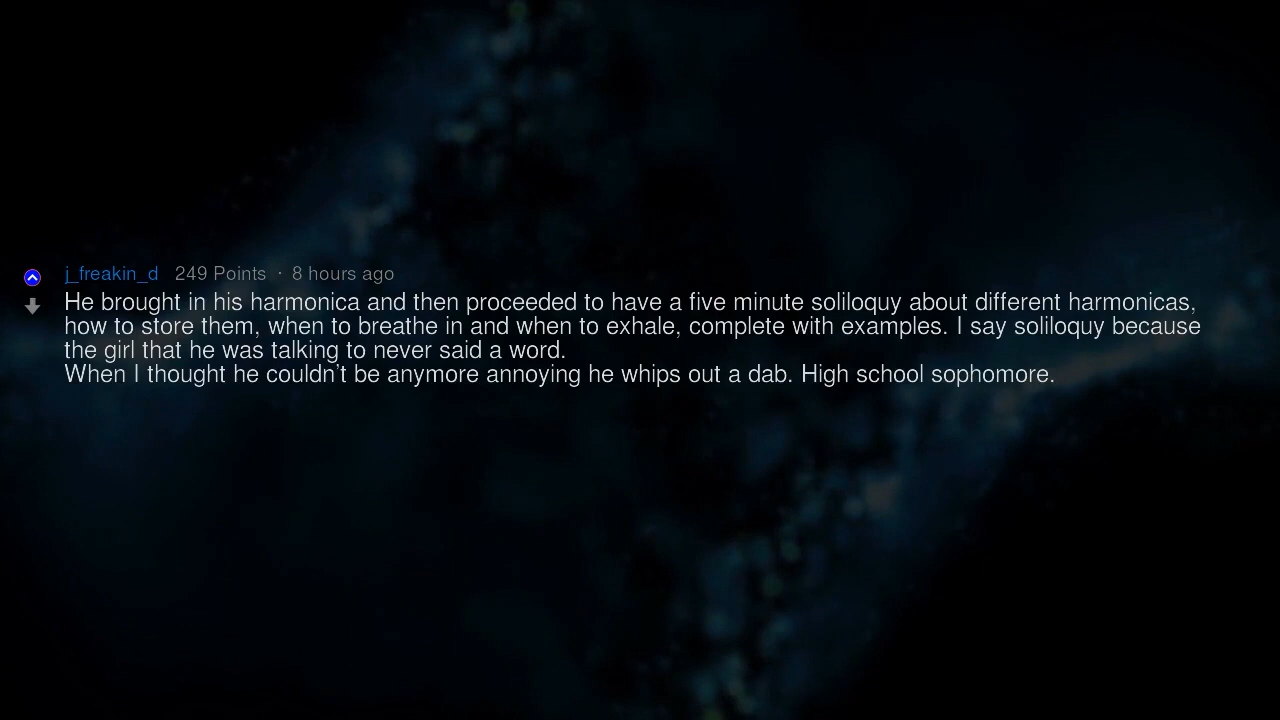 j_freakin_d 249 Points · 8 hours ago
He brought in his harmonica and then proceeded to have a five minute soliloquy about different harmonicas,
how to store them, when to breathe in and when to exhale, complete with examples. I say soliloquy because
the girl that he was talking to never said a word.
When I thought he couldn't be anymore annoying he whips out a dab. High school sophomore.